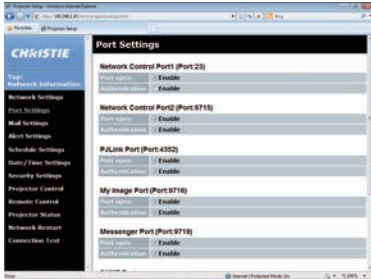 CHRISTIE
Top:
Network Information
Network Settings
Port Settings
Mail Settings
Alert Settings
Schedule Settings
Date/Time Settings
Security Settings
Projector Control
Remote Control
Projector Status
Network Restart
Connection Test
Port Settings
Network Control Port1 (Port:23)
Port open Enable
Authentication Enable
Network Control Port2 (Port:9715)
Port open Enable
Authentication Enable
PJLink Port (Port:4352)
Port open Enable
Authentication Enable
My Image Port (Port:9716)
Port open Enable
Authentication Enable
Messenger Port (Port:9719)
Port open Enable
Authentication Enable